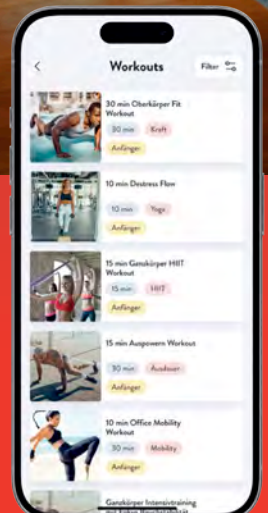 Workouts
Filter
30 min Oberkörper Fit
Workout
30 min
Kraft
Anfänger
10 min Destress Flow
10 min
Yoga
Anfänger
15 min Ganzkörper HIIT
Workout
15 min
HIIT
Anfänger
15 min Auspowern Workout
30 min
Ausdauer
Anfänger
10 min Office Mobility
Workout
30 min
Mobility
Anfänger
Ganzkörper Intensivtraining